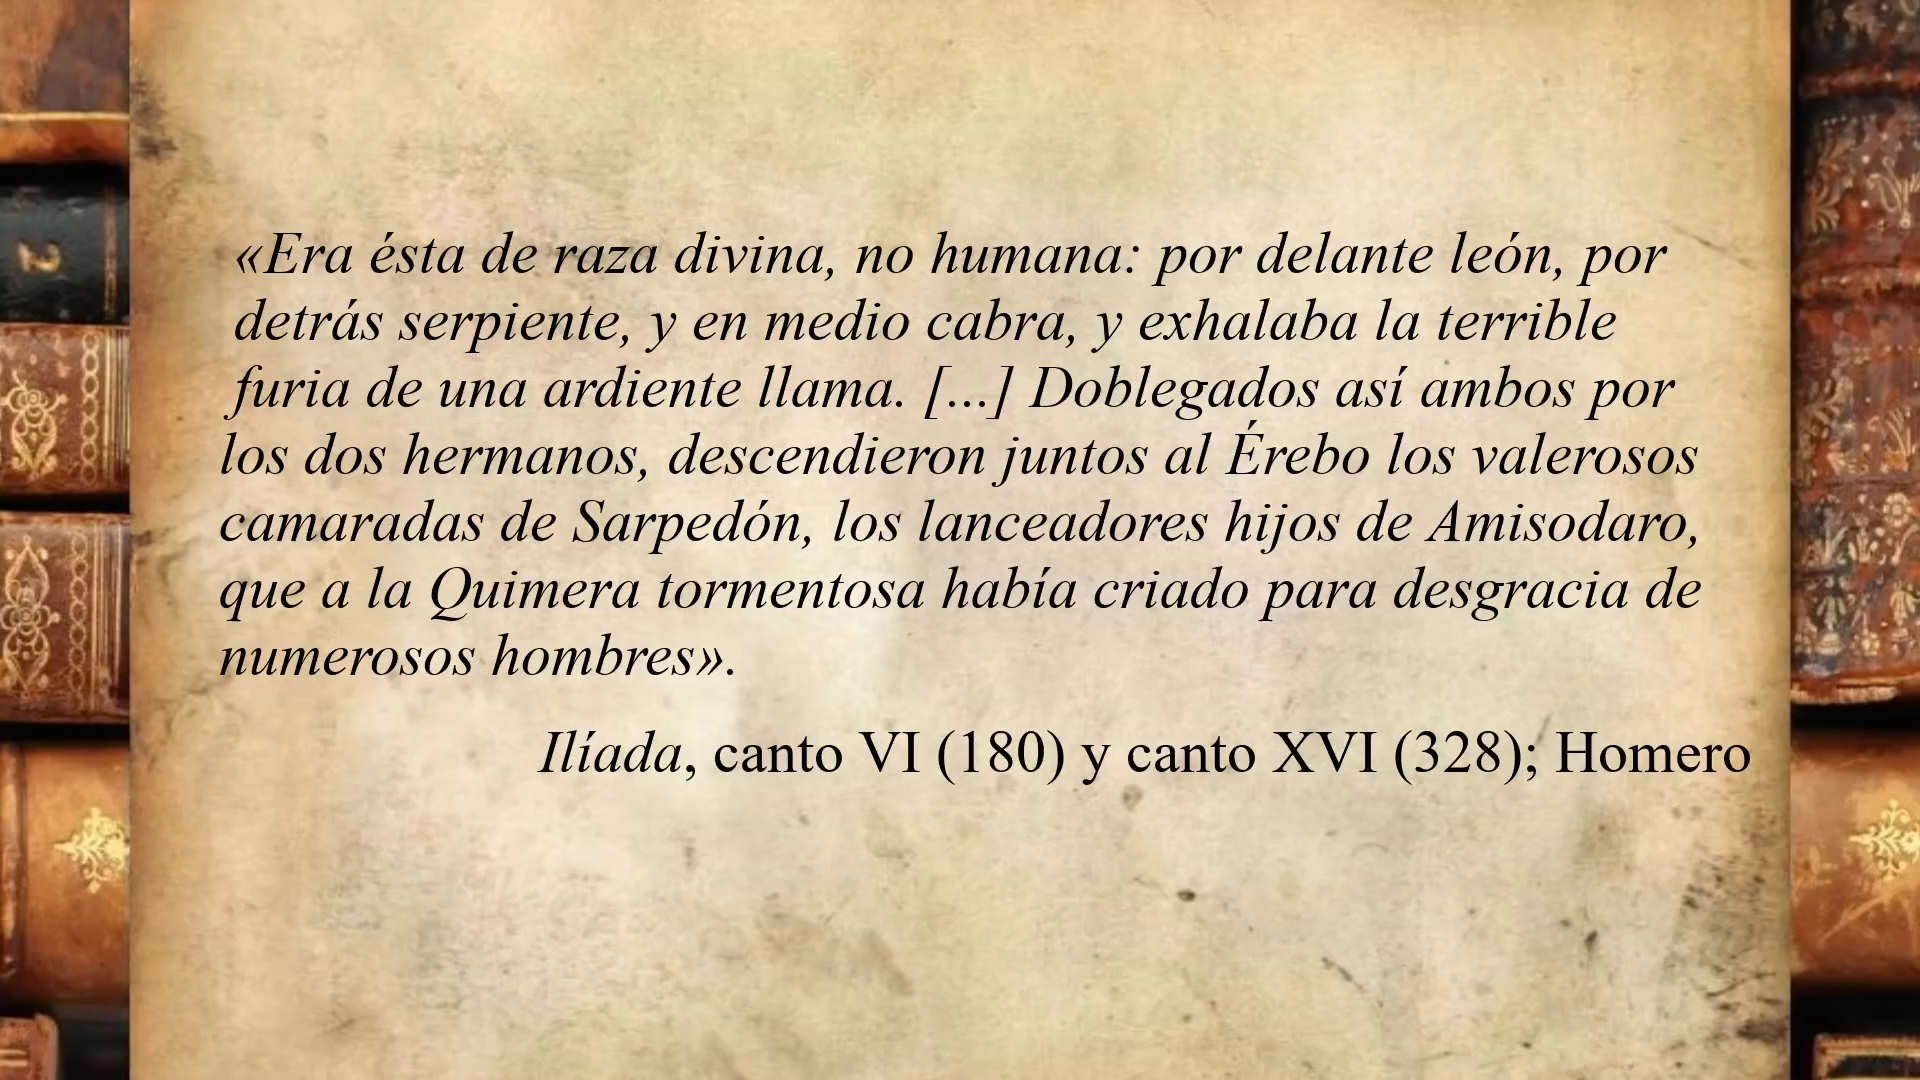 «Era ésta de raza divina, no humana: por delante león, por
detrás serpiente, y en medio cabra, y exhalaba la terrible
furia de una ardiente llama. [...] Doblegados así ambos por
los dos hermanos, descendieron juntos al Érebo los valerosos
camaradas de Sarpedón, los lanceadores hijos de Amisodaro,
que a la Quimera tormentosa había criado para desgracia de
numerosos hombres».
Ilíada, canto VI (180) y canto XVI (328); Homero
2